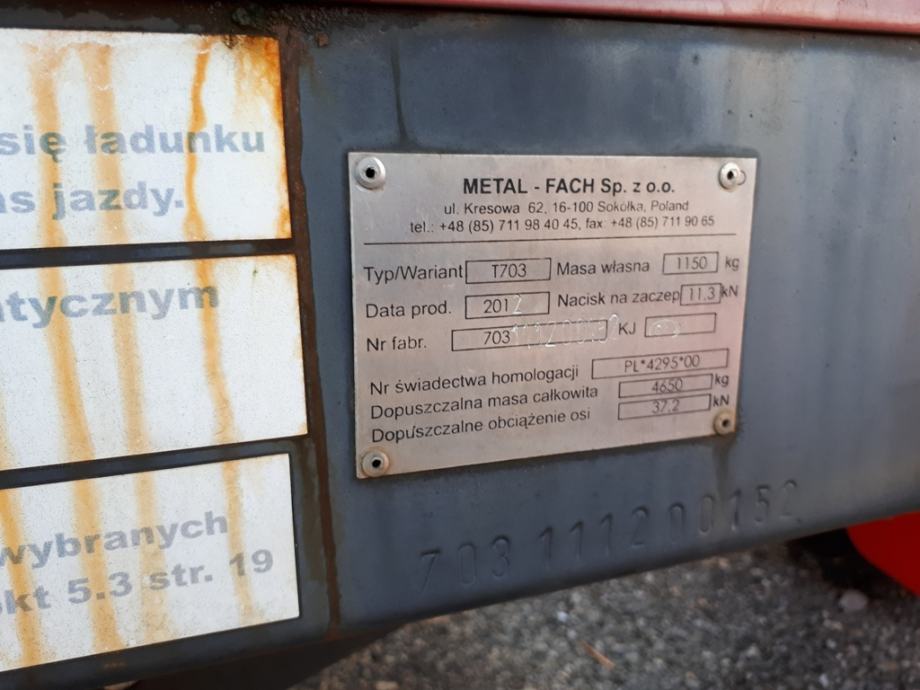 się ładunku
as jazdy.
tycznym
wybranych
pkt 5.3 str. 19
METAL - FACH Sp. z o.o.
ul. Kresowa 62, 16-100 Sokółka, Poland
tel.: +48 (85) 711 98 40 45, fax: +48 (85) 711 90 65
Typ/Wariant T703 Masa własna 1150 kg
Data prod. 2012 Nacisk na zaczep 11.3 kN
Nr fabr. 703 KJ
Nr świadectwa homologacji PL*4295*00
Dopuszczalna masa całkowita 4650 kg
Dopuszczalne obciążenie osi 37.2 kN
703111200152